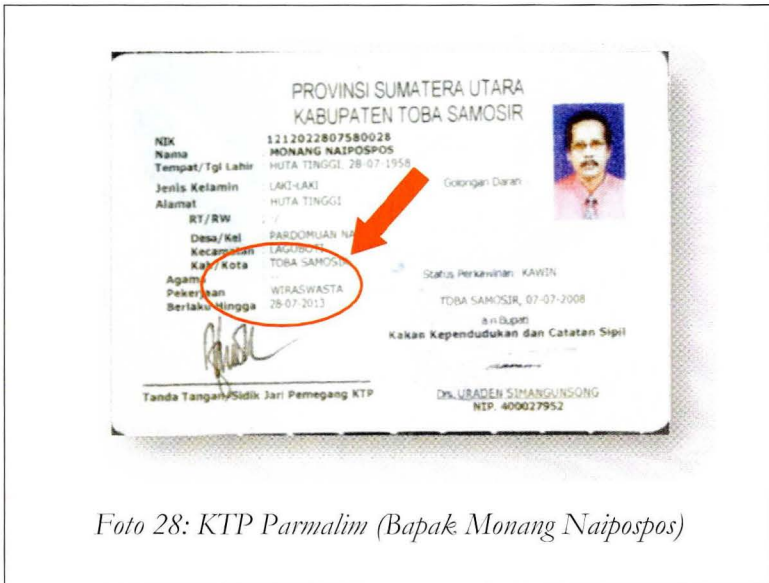 PROVINSI SUMATERA UTARA
KABUPATEN TOBA SAMOSIR
NIK 1212022807580028
Nama MONANG NAIPOSPOS
Tempat/Tgl Lahir : HUTA TINGGI, 28-07-1958
Jenis Kelamin : LAKI-LAKI Golongan Darah :
Alamat : HUTA TINGGI
RT/RW : /
Desa/Kel : PARDOMUAN
Kecamatan : LAGUBOTI
Kab/Kota : TOBA SAMOSIR
Agama : Status Perkawinan: KAWIN
Pekerjaan : WIRASWASTA
Berlaku Hingga : 28-07-2013 TOBA SAMOSIR, 07-07-2008
a n Bupati
Kakan Kependudukan dan Catatan Sipil
Tanda Tangan/Sidik Jari Pemegang KTP
Drs. URADEN SIMANGUNSONG
NIP. 400027952
Foto 28: KTP Parmalim (Bapak Monang Naipospos)